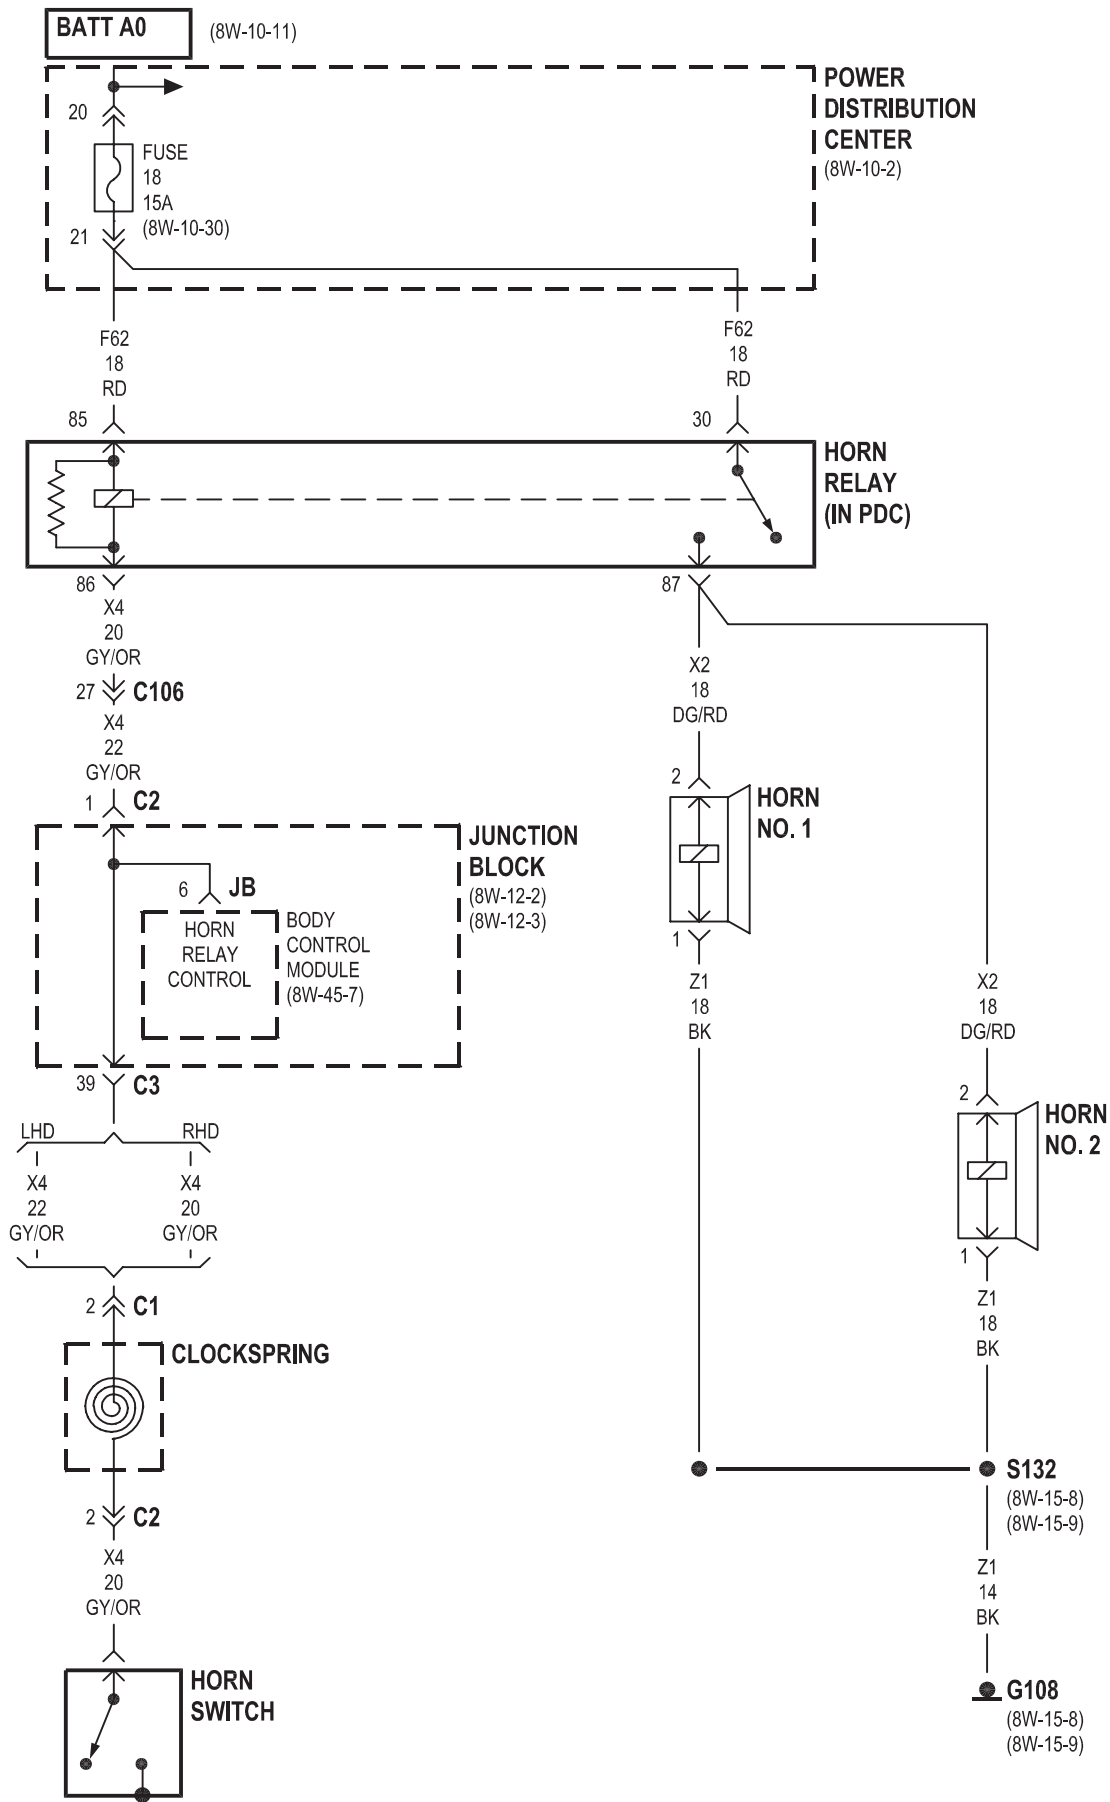 BATT A0
(8W-10-11)
POWER
DISTRIBUTION
CENTER
(8W-10-2)
20
FUSE
18
15A
(8W-10-30)
21
F62
18
RD
F62
18
RD
85
30
HORN
RELAY
(IN PDC)
86
87
X4
20
GY/OR
27
C106
X4
22
GY/OR
1
C2
X2
18
DG/RD
2
HORN
NO. 1
1
Z1
18
BK
JUNCTION
BLOCK
(8W-12-2)
(8W-12-3)
6
JB
HORN
RELAY
CONTROL
BODY
CONTROL
MODULE
(8W-45-7)
X2
18
DG/RD
39
C3
LHD
RHD
X4
22
GY/OR
X4
20
GY/OR
2
HORN
NO. 2
1
Z1
18
BK
2
C1
CLOCKSPRING
2
C2
X4
20
GY/OR
S132
(8W-15-8)
(8W-15-9)
Z1
14
BK
HORN
SWITCH
G108
(8W-15-8)
(8W-15-9)